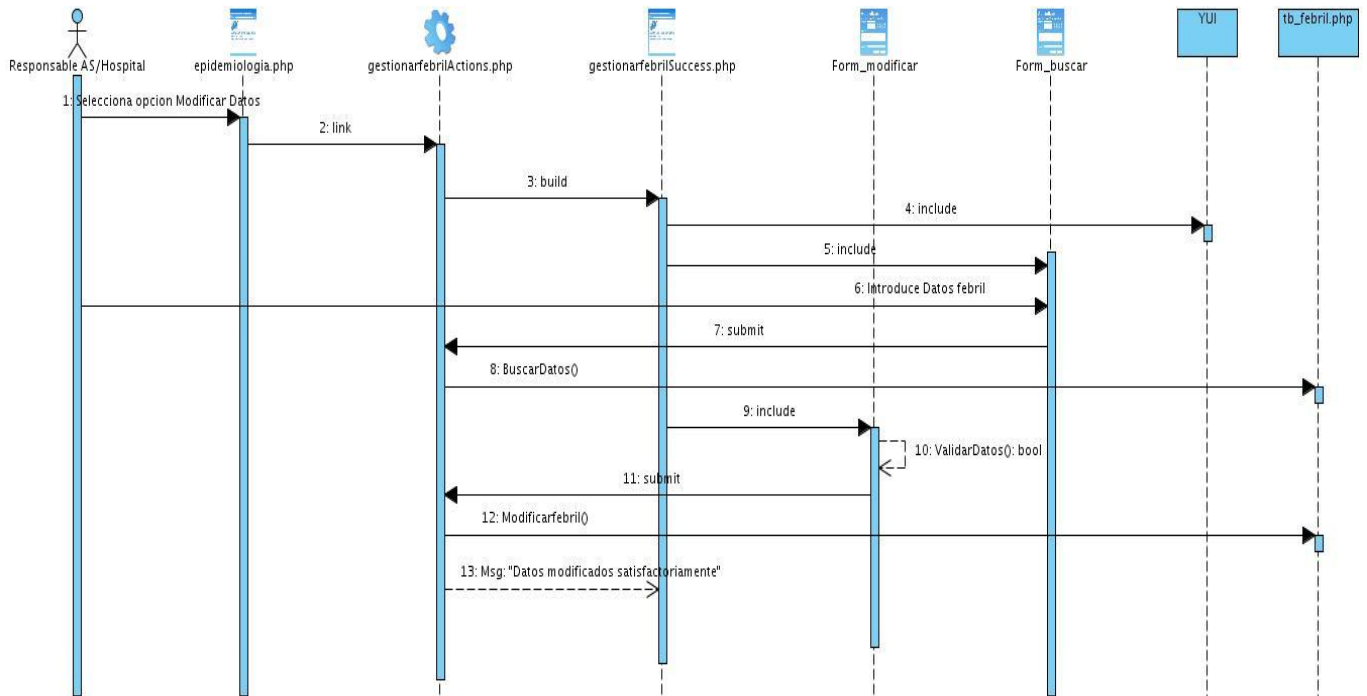 YUI
tb_febril.php
Responsable AS/Hospital
epidemiologia.php
gestionarfebrilActions.php
gestionarfebrilSuccess.php
Form_modificar
Form_buscar
1: Selecciona opcion Modificar Datos
2: link
3: build
4: include
5: include
6: Introduce Datos febril
7: submit
8: BuscarDatos()
9: include
10: ValidarDatos(): bool
11: submit
12: Modificarfebril()
13: Msg: "Datos modificados satisfactoriamente"